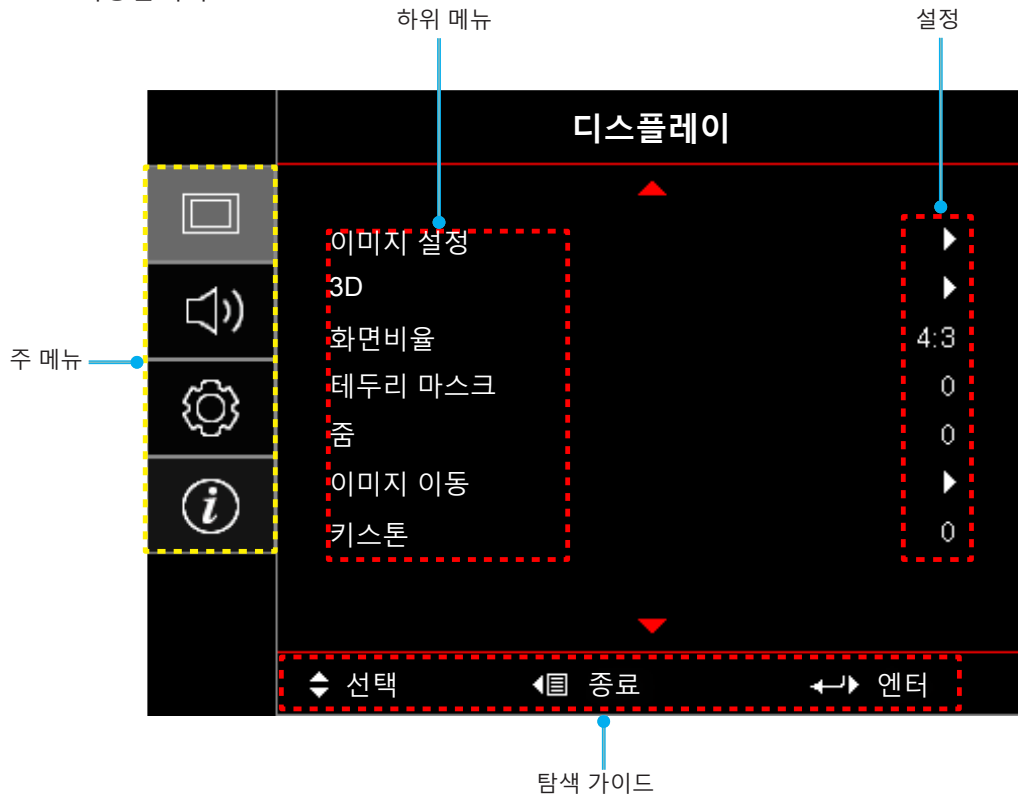 하위 메뉴
설정
디스플레이
이미지 설정
3D
화면비율 4:3
주 메뉴
테두리 마스크 0
줌 0
이미지 이동
키스톤 0
선택 종료 엔터
탐색 가이드